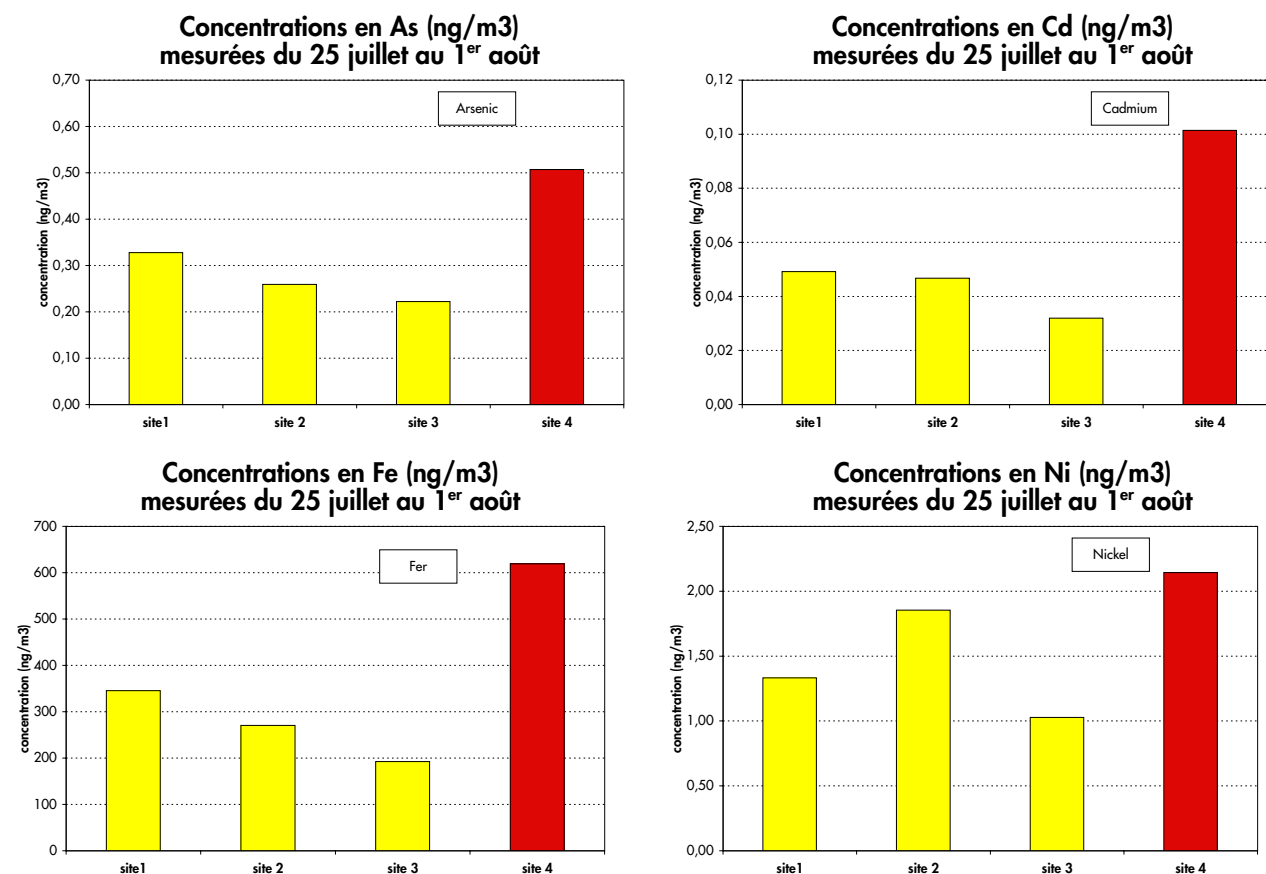 Concentrations en As (ng/m3)
mesurées du 25 juillet au 1er août
Arsenic
concentration (ng/m3)
0,70
0,60
0,50
0,40
0,30
0,20
0,10
0,00
site1
site 2
site 3
site 4
Concentrations en Cd (ng/m3)
mesurées du 25 juillet au 1er août
Cadmium
concentration (ng/m3)
0,12
0,10
0,08
0,06
0,04
0,02
0,00
site1
site 2
site 3
site 4
Concentrations en Fe (ng/m3)
mesurées du 25 juillet au 1er août
Fer
concentration (ng/m3)
700
600
500
400
300
200
100
0
site1
site 2
site 3
site 4
Concentrations en Ni (ng/m3)
mesurées du 25 juillet au 1er août
Nickel
concentration (ng/m3)
2,50
2,00
1,50
1,00
0,50
0,00
site1
site 2
site 3
site 4